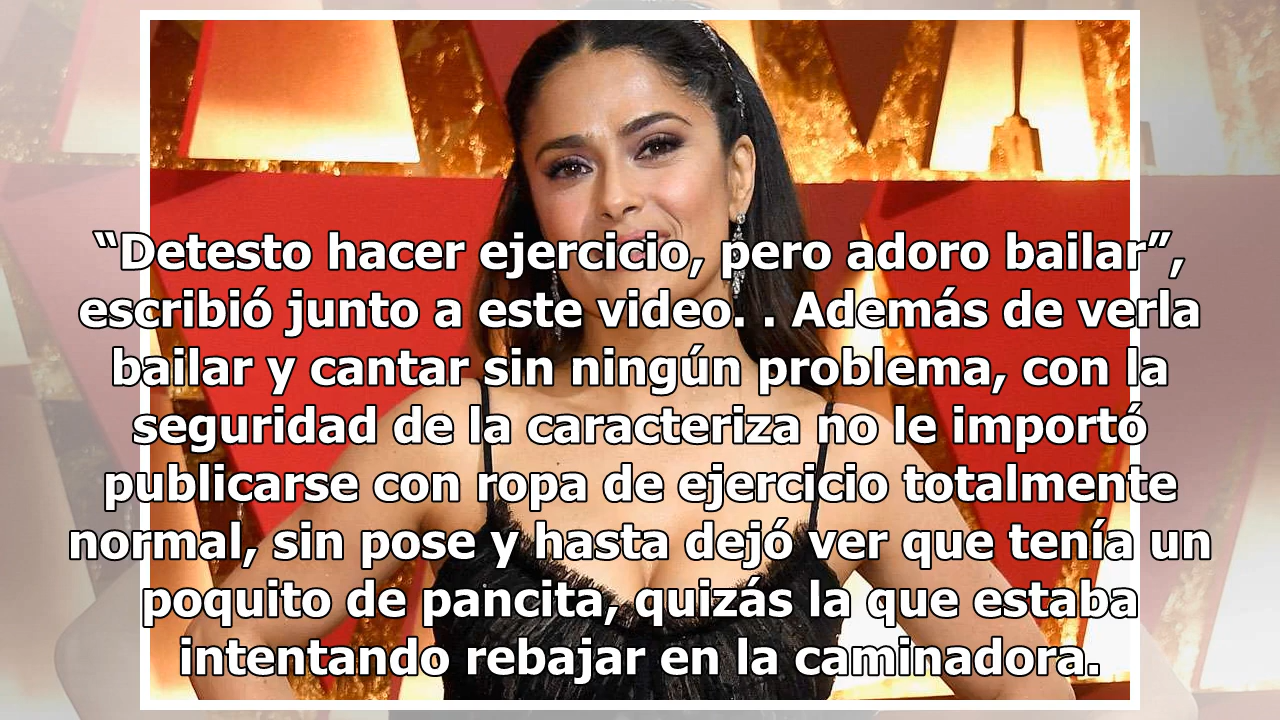 “Detesto hacer ejercicio, pero adoro bailar”,
escribió junto a este video. . Además de verla
bailar y cantar sin ningún problema, con la
seguridad de la caracteriza no le importó
publicarse con ropa de ejercicio totalmente
normal, sin pose y hasta dejó ver que tenía un
poquito de pancita, quizás la que estaba
intentando rebajar en la caminadora.